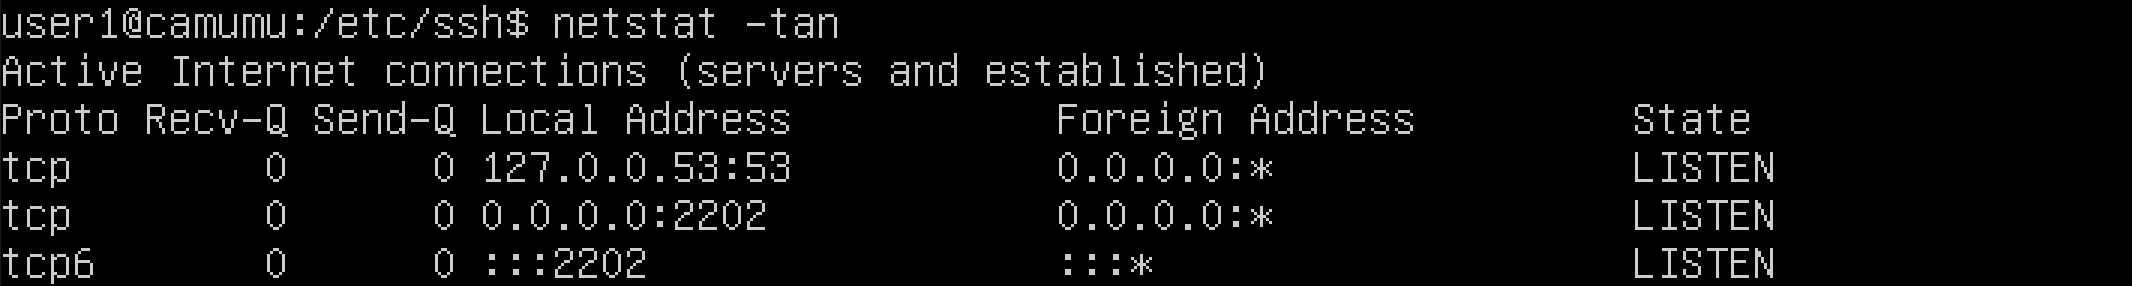 user1@camumu:/etc/ssh$ netstat -tan
Active Internet connections (servers and established)
Proto Recv-Q Send-Q Local Address           Foreign Address         State
tcp        0      0 127.0.0.53:53           0.0.0.0:*               LISTEN
tcp        0      0 0.0.0.0:2202            0.0.0.0:*               LISTEN
tcp6       0      0 :::2202                 :::*                    LISTEN